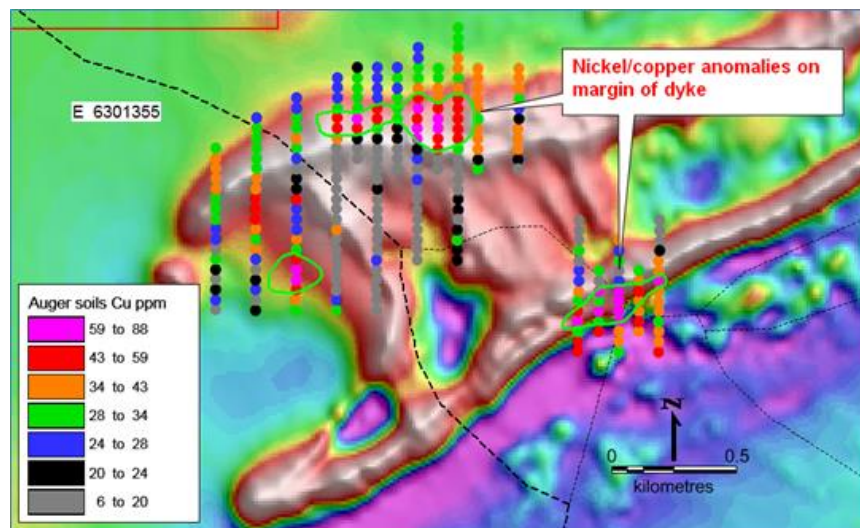 Nickel/copper anomalies on
margin of dyke
E 6301355
Auger soils Cu ppm
59 to 88
43 to 59
34 to 43
28 to 34
24 to 28
20 to 24
6 to 20
N
0 0.5
kilometres